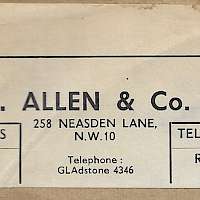 . ALLEN & Co.
258 NEASDEN LANE,
N.W.10
S
TEL
Telephone :
GLAdstone 4346
R